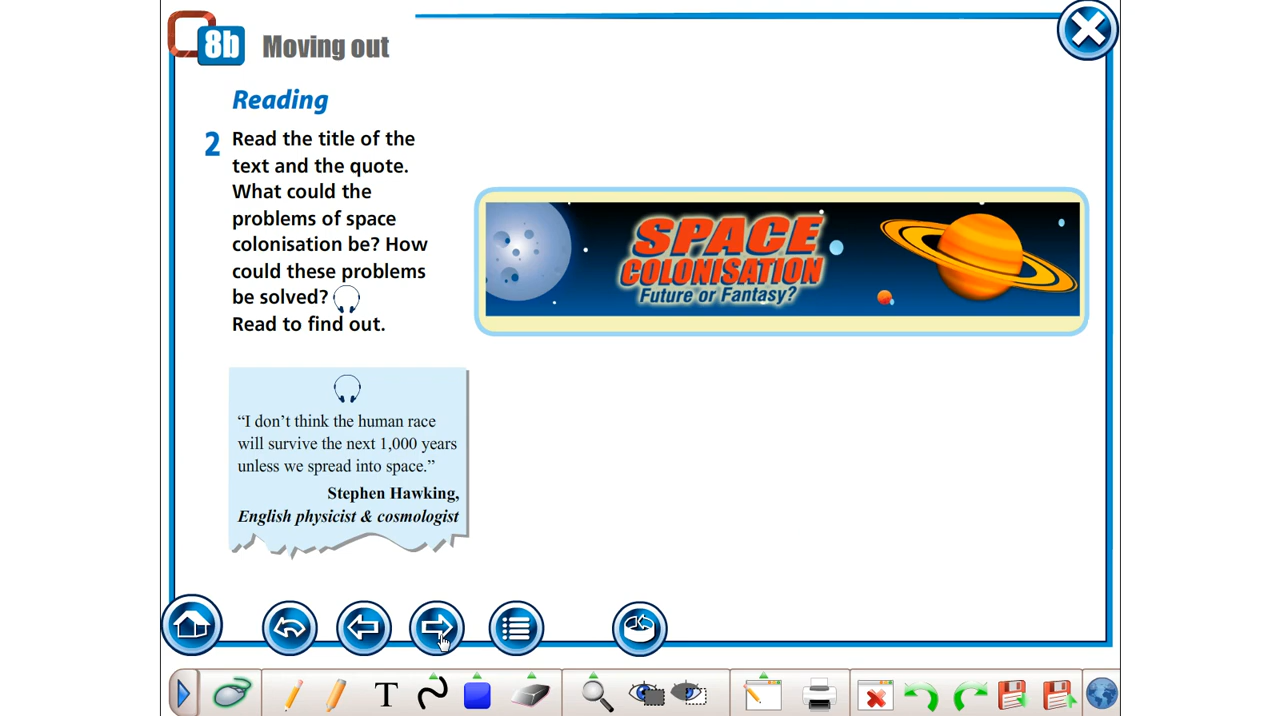 8b Moving out
Reading
2 Read the title of the
text and the quote.
What could the
problems of space
colonisation be? How
could these problems
be solved?
Read to find out.
SPACE
COLONISATION
Future or Fantasy?
“I don’t think the human race
will survive the next 1,000 years
unless we spread into space.”
Stephen Hawking,
English physicist & cosmologist
T